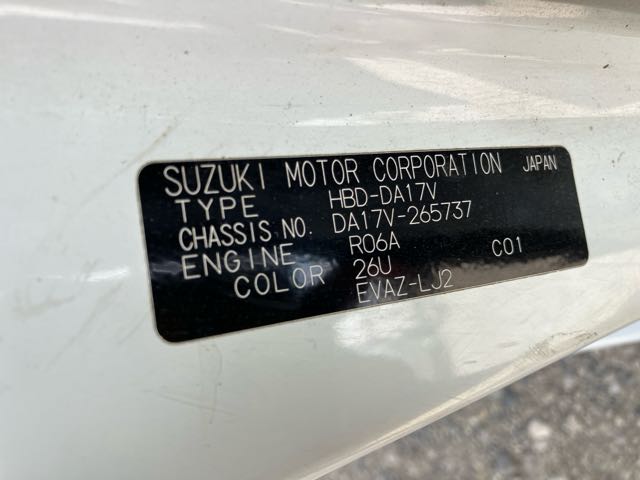 SUZUKI MOTOR CORPORATION JAPAN
TYPE HBD-DA17V
CHASSIS NO. DA17V-265737
ENGINE R06A C01
COLOR 26U
EVAZ-LJ2